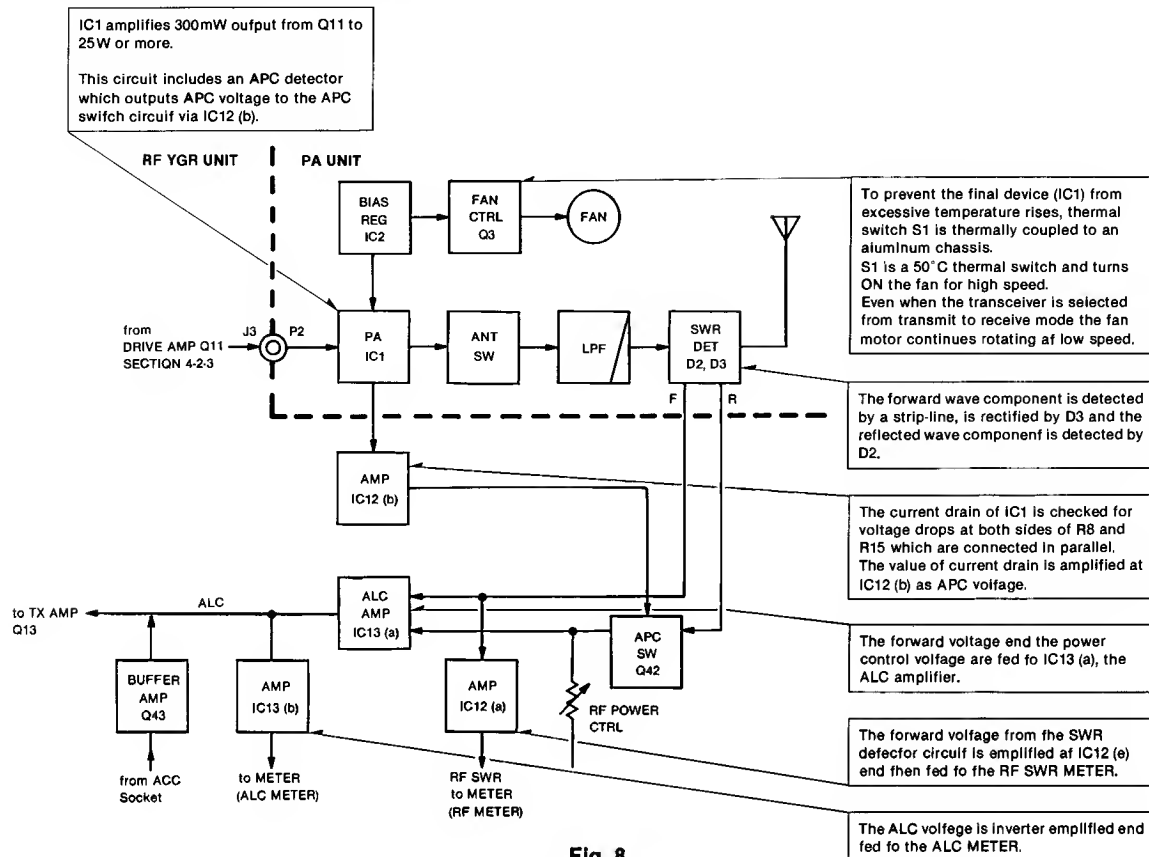 IC1 amplifies 300mW oufput from Q11 to
25W or more.
This circuit includes an APC detector
which outputs APC voltage to the APC
swifch circuif via IC12 (b).
RF YGR UNIT
PA UNIT
BIAS
REG
IC2
FAN
CTRL
Q3
FAN
To prevent the final device (IC1) from
excessive temperature rises, thermal
switch S1 is thermally coupled to an
aiuminum chassis.
S1 is a 50°C thermal switch and turns
ON the fan for high speed.
Even when the transceiver is selected
from transmit to receive mode the fan
motor continues rotating af low speed.
from
DRIVE AMP Q11
SECTION 4-2-3
J3
P2
PA
IC1
ANT
SW
LPF
SWR
DET
D2, D3
F
R
The forward wave component is detected
by a strip-line, is rectified by D3 and the
reflected wave componenf is detected by
D2.
AMP
IC12 (b)
The current drain of IC1 is checked for
voltage drops at both sides of R8 and
R15 which are connected in parallel.
The value of current drain is amplified at
IC12 (b) as APC voifage.
to TX AMP
Q13
ALC
ALC
AMP
IC13 (a)
APC
SW
Q42
The forward voltage end the power
control voltage are fed fo IC13 (a), the
ALC amplifier.
BUFFER
AMP
Q43
AMP
IC13 (b)
AMP
IC12 (a)
RF POWER
CTRL
The forward voltage from the SWR
defecfor circuif is emplified af IC12 (e)
end then fed fo the RF SWR METER.
from ACC
Socket
to METER
(ALC METER)
RF SWR
to METER
(RF METER)
The ALC volfege is inverter emplified end
fed fo the ALC METER.
Fig. 8